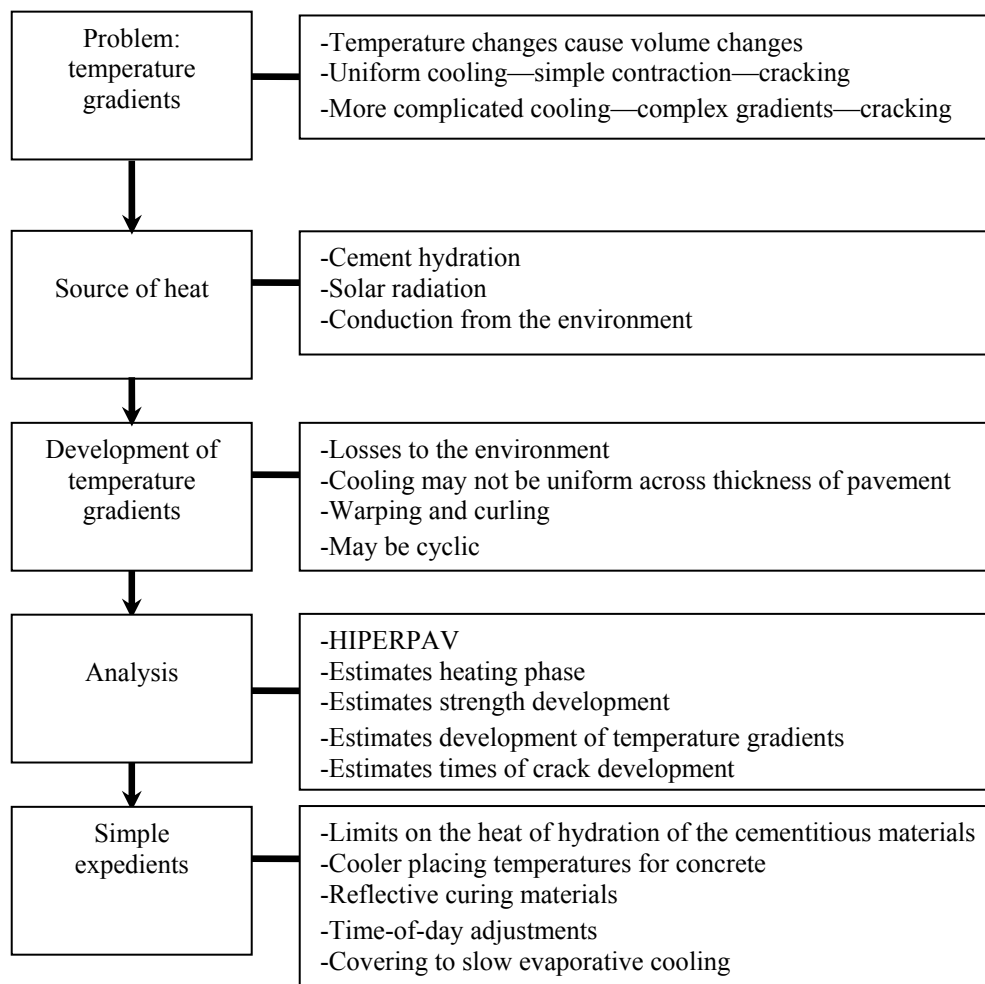 Problem:
temperature
gradients
-Temperature changes cause volume changes
-Uniform cooling—simple contraction—cracking
-More complicated cooling—complex gradients—cracking
Source of heat
-Cement hydration
-Solar radiation
-Conduction from the environment
Development of
temperature
gradients
-Losses to the environment
-Cooling may not be uniform across thickness of pavement
-Warping and curling
-May be cyclic
Analysis
-HIPERPAV
-Estimates heating phase
-Estimates strength development
-Estimates development of temperature gradients
-Estimates times of crack development
Simple
expedients
-Limits on the heat of hydration of the cementitious materials
-Cooler placing temperatures for concrete
-Reflective curing materials
-Time-of-day adjustments
-Covering to slow evaporative cooling